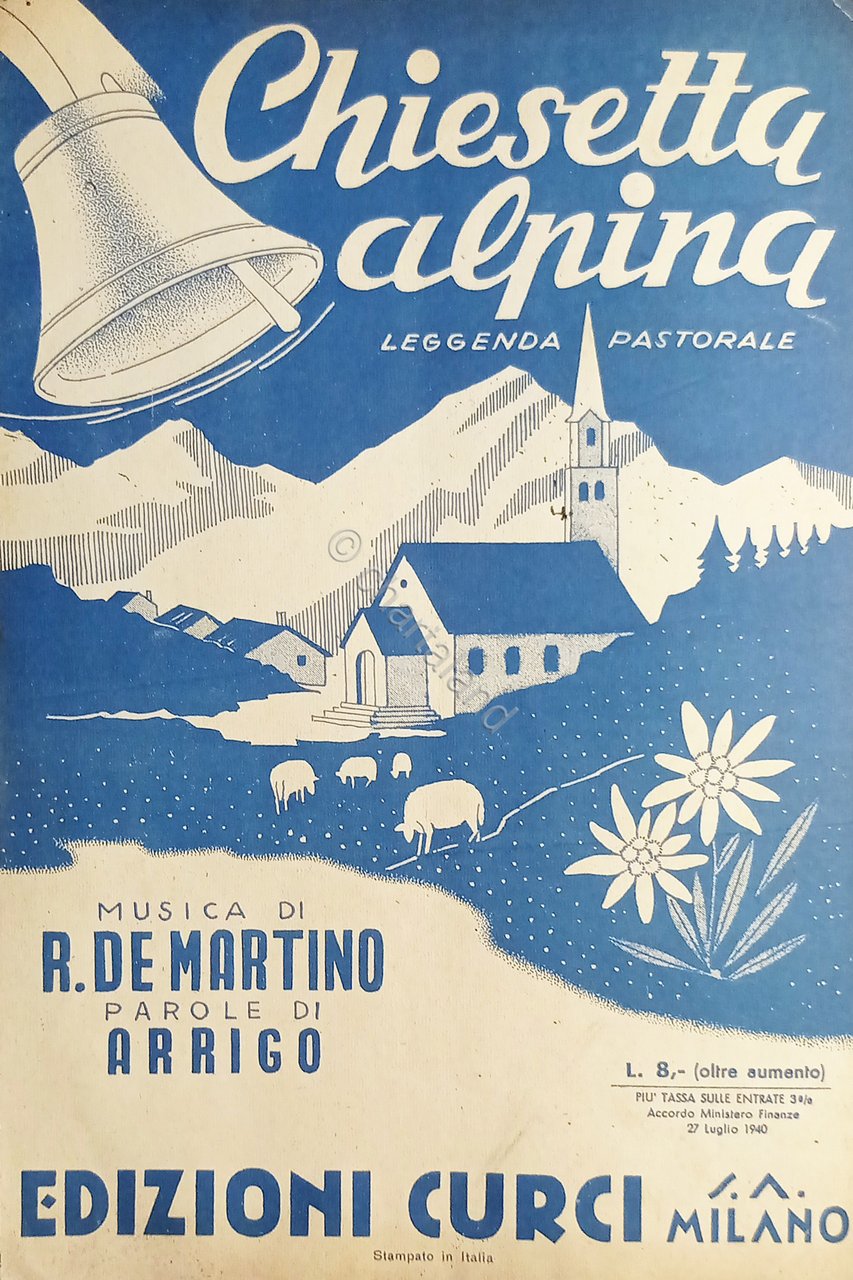 Chiesetta
alpina
LEGGENDA PASTORALE
© chartaland
MUSICA DI
R. DE MARTINO
PAROLE DI
ARRIGO
L. 8,- (oltre aumento)
PIU' TASSA SULLE ENTRATE 3%
Accordo Ministero Finanze
27 Luglio 1940
EDIZIONI CURCI S.A.
MILANO
Stampato in Italia